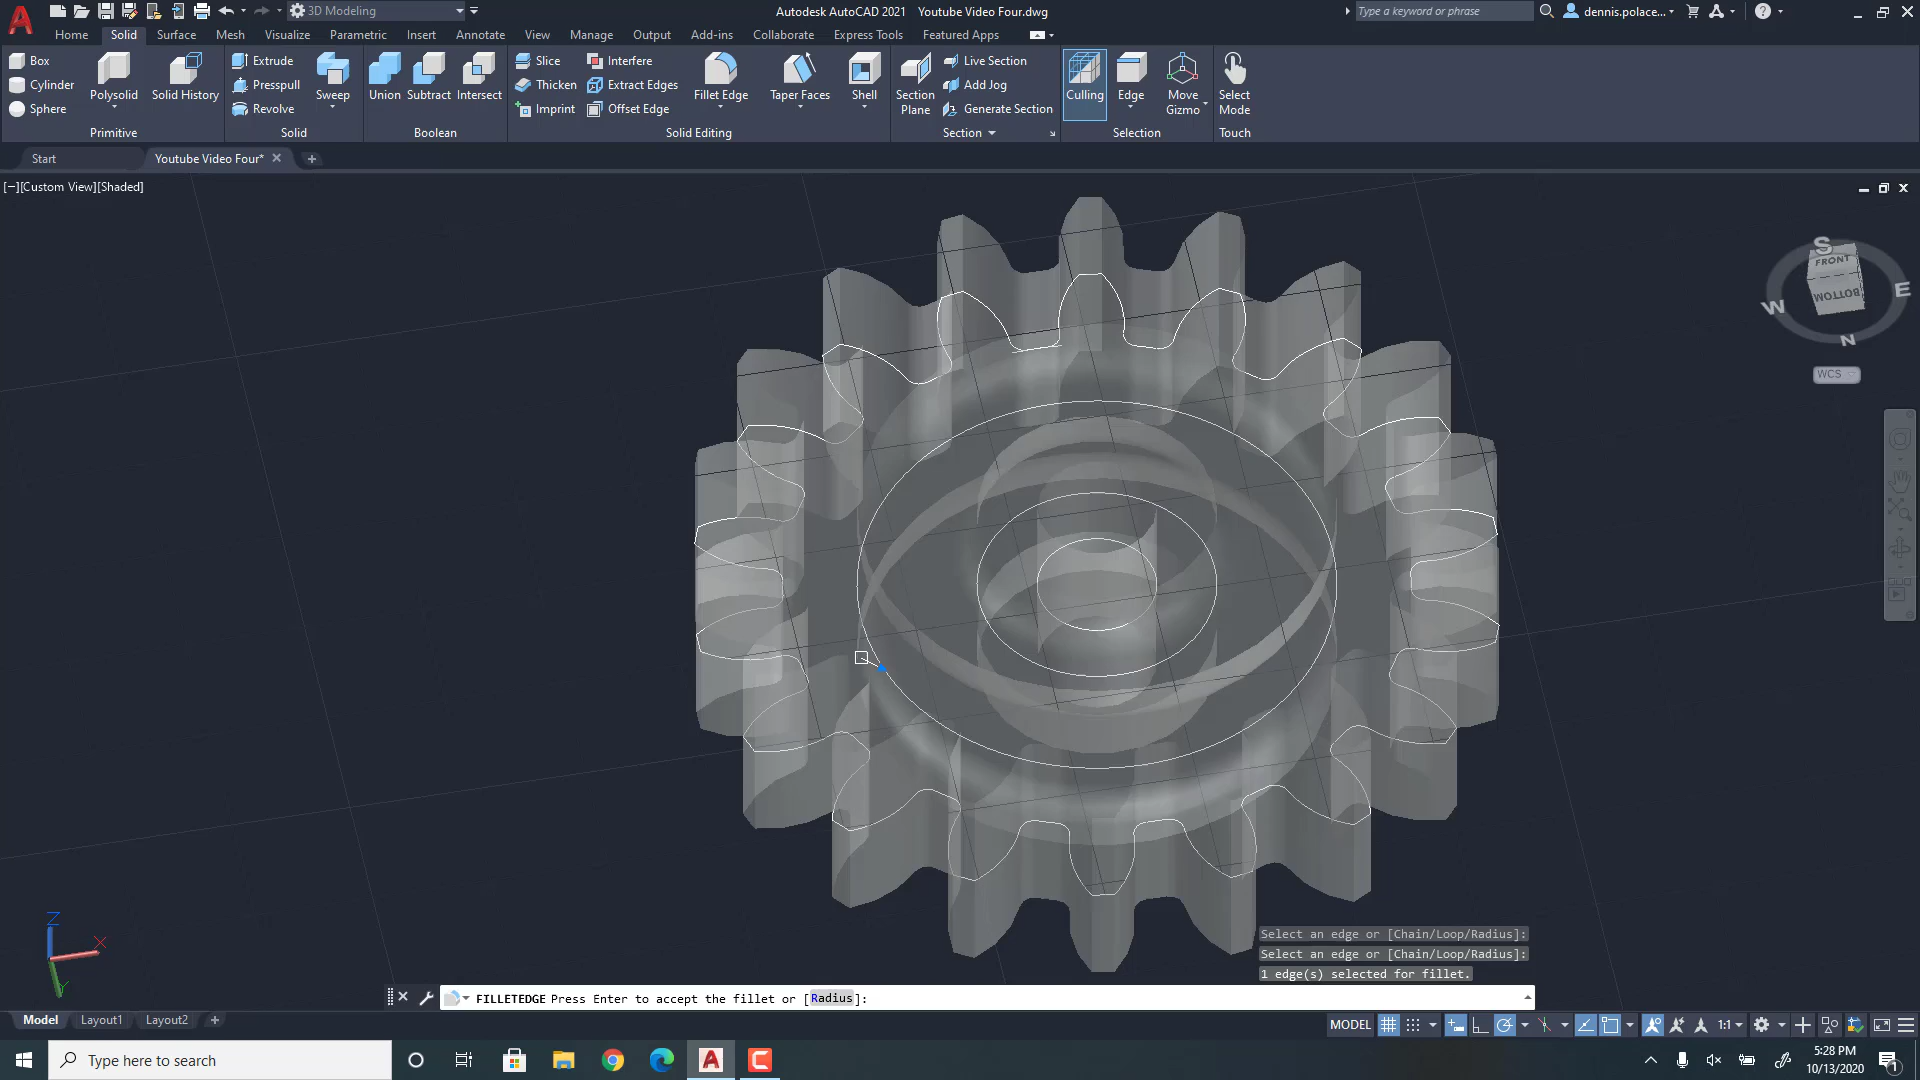 3D Modeling
Autodesk AutoCAD 2021 Youtube Video Four.dwg
Type a keyword or phrase
dennis.polace...
Home Solid Surface Mesh Visualize Parametric Insert Annotate View Manage Output Add-ins Collaborate Express Tools Featured Apps
Box
Cylinder
Sphere
Polysolid
Solid History
Primitive
Extrude
Presspull
Revolve
Sweep
Solid
Union
Subtract
Intersect
Boolean
Slice
Thicken
Imprint
Interfere
Extract Edges
Offset Edge
Fillet Edge
Taper Faces
Shell
Solid Editing
Section
Plane
Live Section
Add Jog
Generate Section
Section
Culling
Edge
Move
Gizmo
Selection
Select
Mode
Touch
Start
Youtube Video Four*
[−][Custom View][Shaded]
S
FRONT
BOTTOM
W
E
N
WCS
Z
X
Y
Select an edge or [Chain/Loop/Radius]:
Select an edge or [Chain/Loop/Radius]:
1 edge(s) selected for fillet.
FILLETEDGE Press Enter to accept the fillet or [Radius]:
Model Layout1 Layout2
MODEL
1:1
Type here to search
5:28 PM
10/13/2020
1